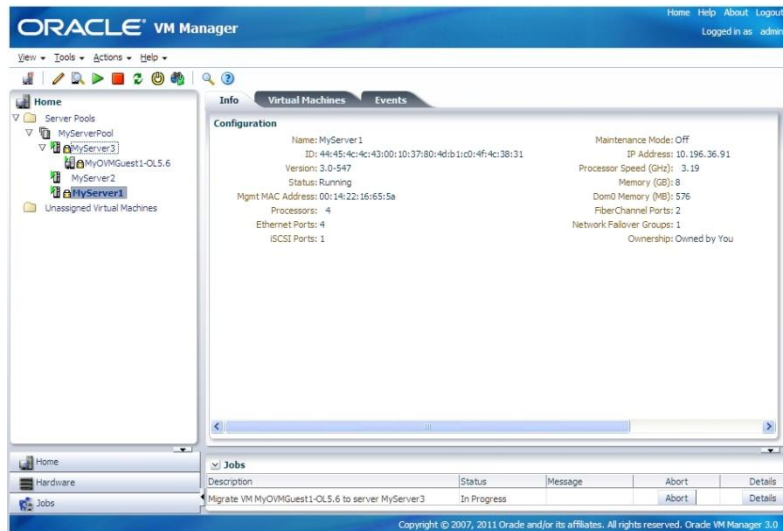 Home Help About Logout
ORACLE VM Manager
Logged in as admin
View Tools Actions Help
Home
Server Pools
MyServerPool
MyServer3
MyOVMGuest1-OL5.6
MyServer2
MyServer1
Unassigned Virtual Machines
Info Virtual Machines Events
Configuration
Name: MyServer1
ID: 44:45:4c:4c:43:00:10:37:80:4d:b1:c0:4f:4c:38:31
Version: 3.0-547
Status: Running
Mgmt MAC Address: 00:14:22:16:65:5a
Processors: 4
Ethernet Ports: 4
iSCSI Ports: 1
Maintenance Mode: Off
IP Address: 10.196.36.91
Processor Speed (GHz): 3.19
Memory (GB): 8
Dom0 Memory (MB): 576
FiberChannel Ports: 2
Network Failover Groups: 1
Ownership: Owned by You
Home
Hardware
Jobs
Jobs
Description Status Message Abort Details
Migrate VM MyOVMGuest1-OL5.6 to server MyServer3 In Progress Abort Details
Copyright © 2007, 2011 Oracle and/or its affiliates. All rights reserved. Oracle VM Manager 3.0